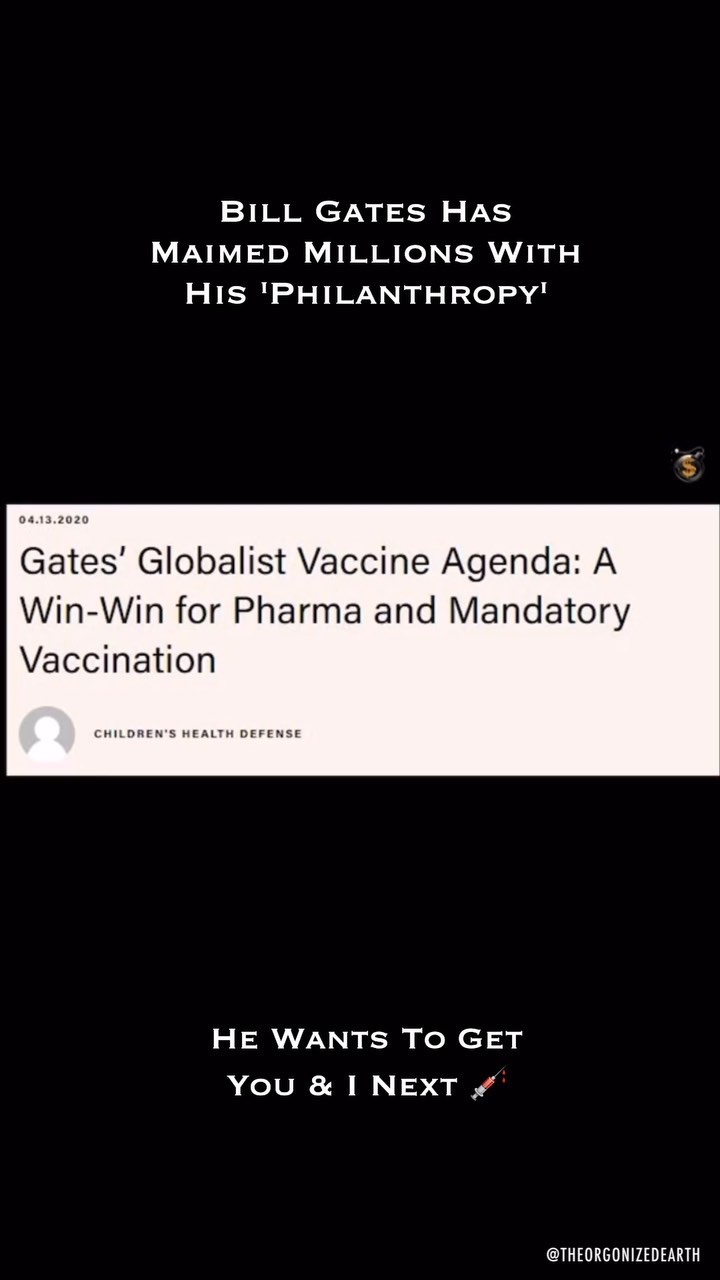 Bill Gates Has
Maimed Millions With
His 'Philanthropy'
$
04.13.2020
Gates' Globalist Vaccine Agenda: A
Win-Win for Pharma and Mandatory
Vaccination
CHILDREN'S HEALTH DEFENSE
He Wants To Get
You & I Next
@THEORGONIZEDEARTH